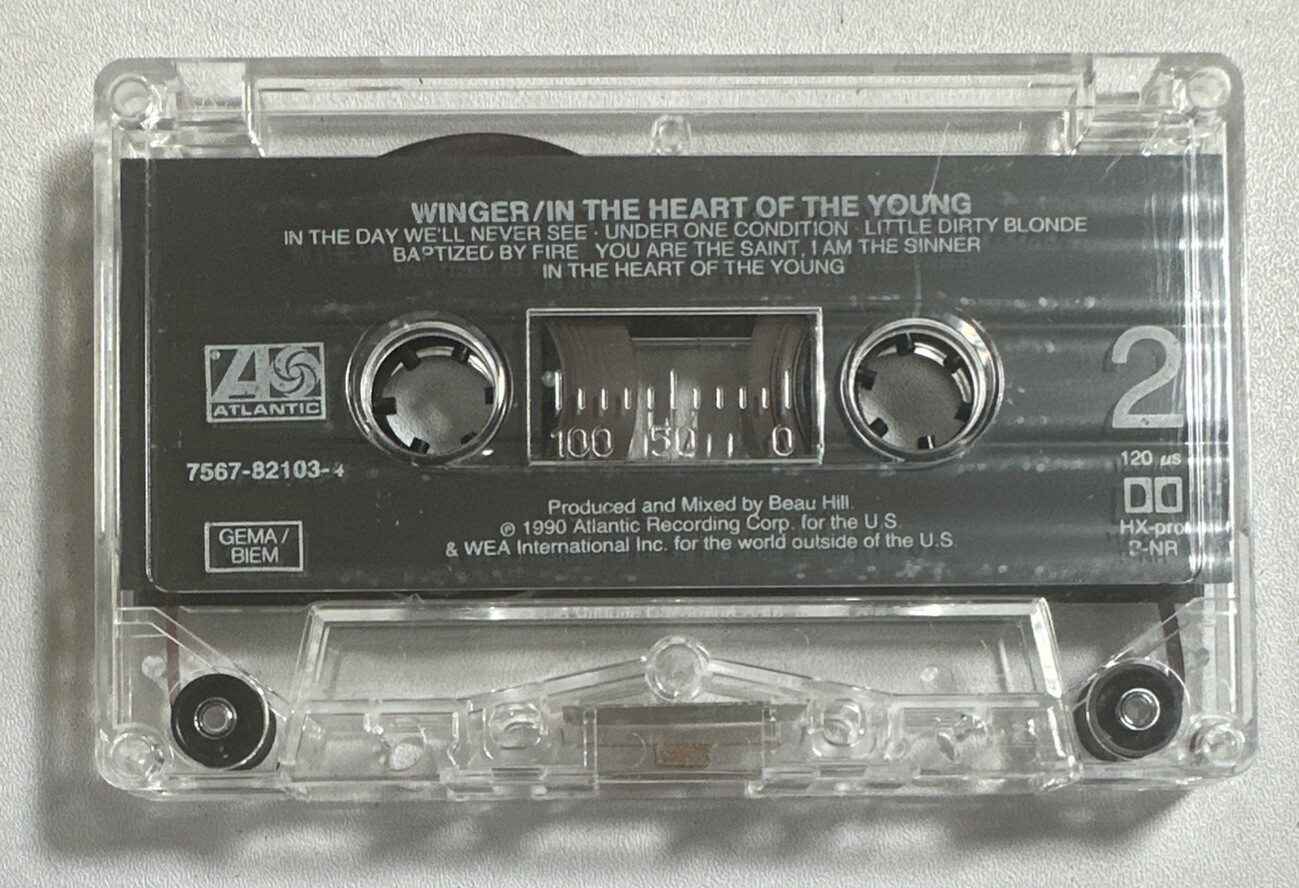 WINGER/IN THE HEART OF THE YOUNG
IN THE DAY WE'LL NEVER SEE · UNDER ONE CONDITION · LITTLE DIRTY BLONDE
BAPTIZED BY FIRE · YOU ARE THE SAINT, I AM THE SINNER
IN THE HEART OF THE YOUNG
ATLANTIC
2
100 50 0
120 µs
7567-82103-4
HX-pro
B-NR
GEMA/
BIEM
Produced and Mixed by Beau Hill.
℗ 1990 Atlantic Recording Corp. for the U.S.
& WEA International Inc. for the world outside of the U.S.